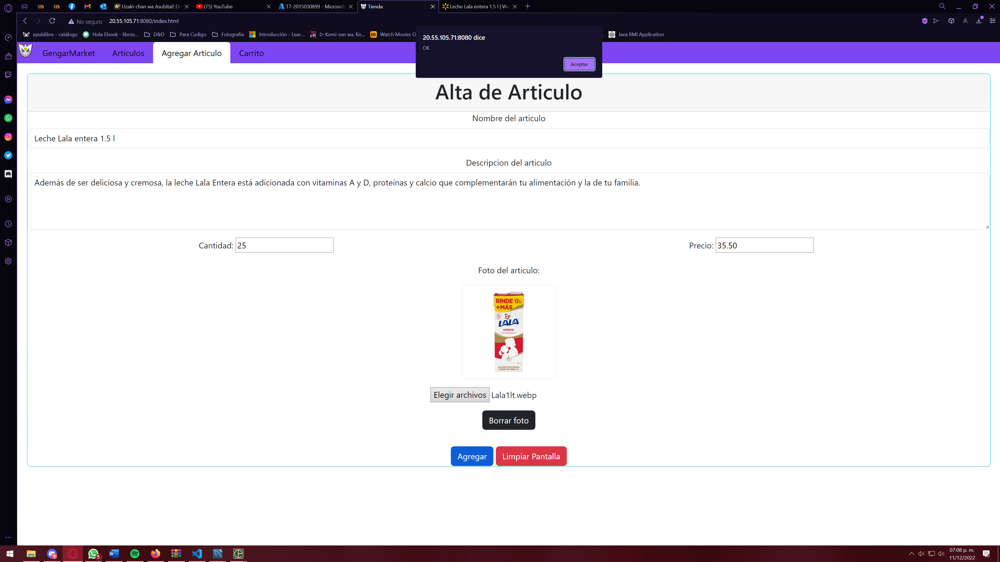 Uzaki-chan wa Asobitai! Do
(75) YouTube
T7-2015030899 - Microsoft
Tienda
Leche Lala entera 1.5 l | Wa
No seguro
20.55.105.71:8080/index.html
epublibre - catálogo
Hola Ebook - libros...
D&D
Para Codigo
Fotografia
Introducción - Lear...
▷ Komi-san wa, Ko...
HD
Watch Movies O
Java RMI Application
20.55.105.71:8080 dice
OK
Aceptar
GengarMarket
Articulos
Agregar Articulo
Carrito
Alta de Articulo
Nombre del articulo
Leche Lala entera 1.5 l
Descripcion del articulo
Además de ser deliciosa y cremosa, la leche Lala Entera está adicionada con vitaminas A y D, proteínas y calcio que complementarán tu alimentación y la de tu familia.
Cantidad: 25
Precio: 35.50
Foto del articulo:
RINDE CON 1.5 L
+MÁS
LALA
entera
Elegir archivos Lala1lt.webp
Borrar foto
Agregar
Limpiar Pantalla
9
5
07:08 p. m.
11/12/2022